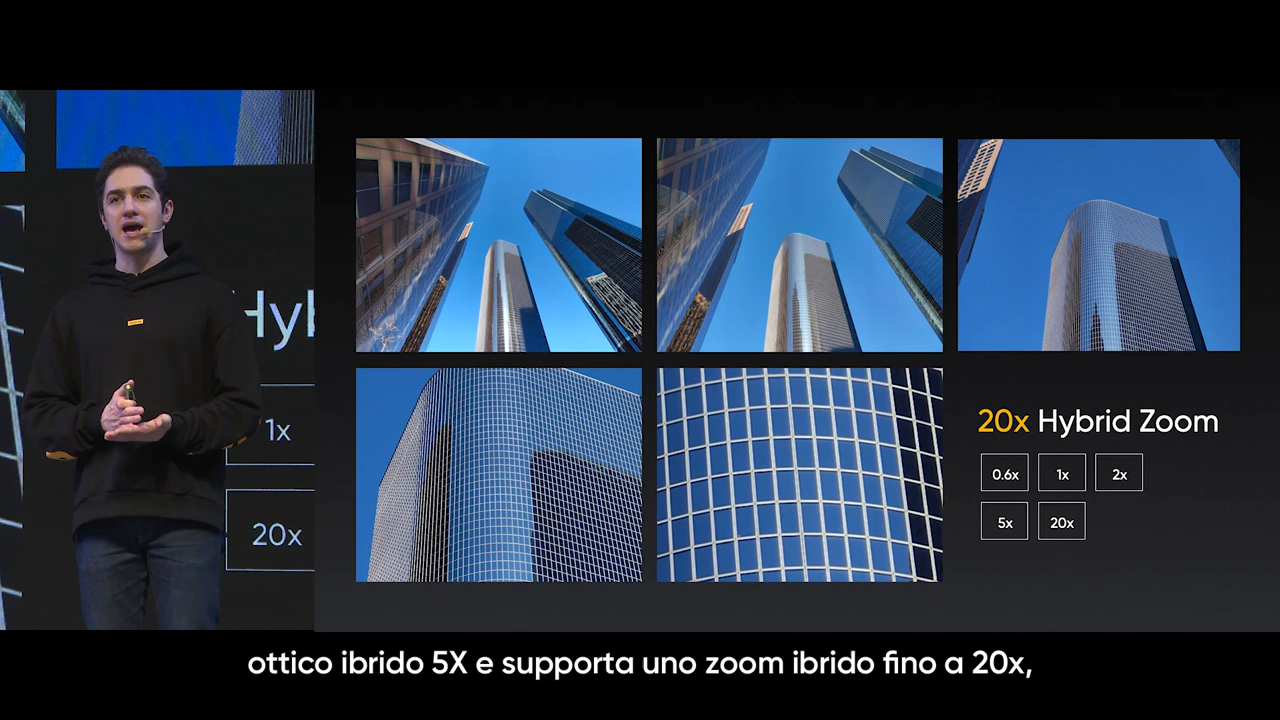 Hyb
1x
20x
20x Hybrid Zoom
0.6x
1x
2x
5x
20x
ottico ibrido 5X e supporta uno zoom ibrido fino a 20x,